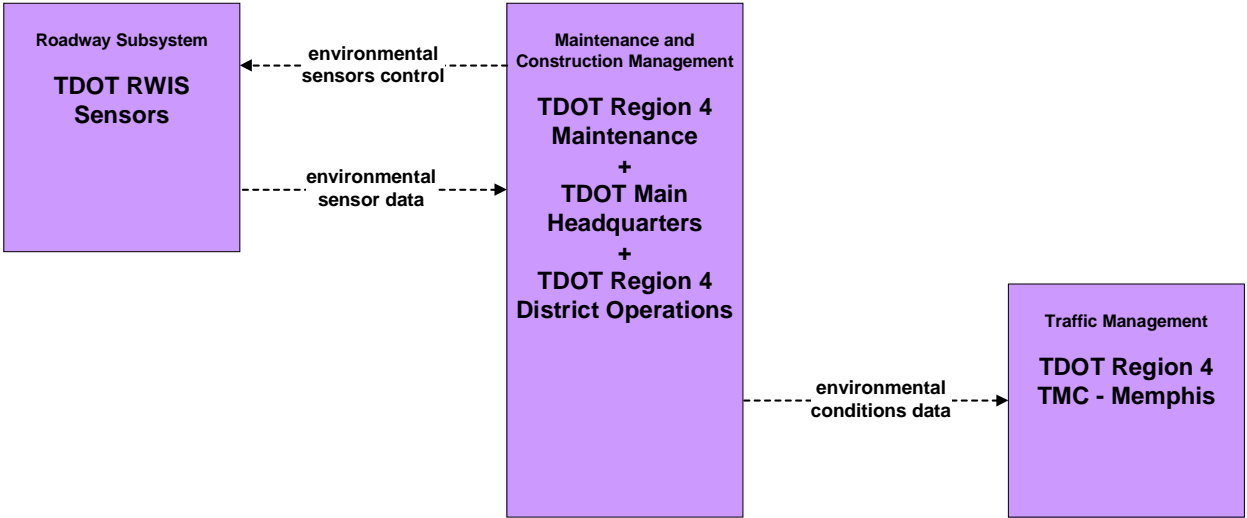 Roadway Subsystem
TDOT RWIS
Sensors
environmental
sensors control
environmental
sensor data
Maintenance and
Construction Management
TDOT Region 4
Maintenance
+
TDOT Main
Headquarters
+
TDOT Region 4
District Operations
environmental
conditions data
Traffic Management
TDOT Region 4
TMC - Memphis